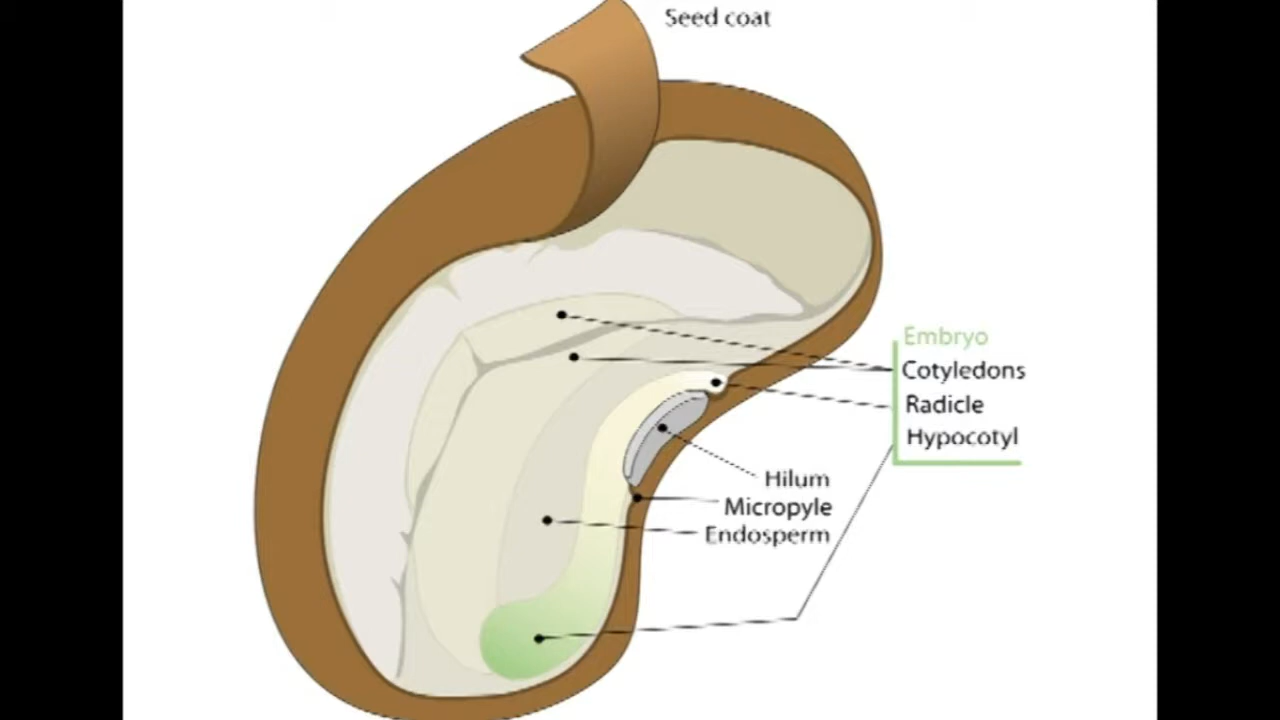 Seed coat
Embryo
Cotyledons
Radicle
Hypocotyl
Hilum
Micropyle
Endosperm